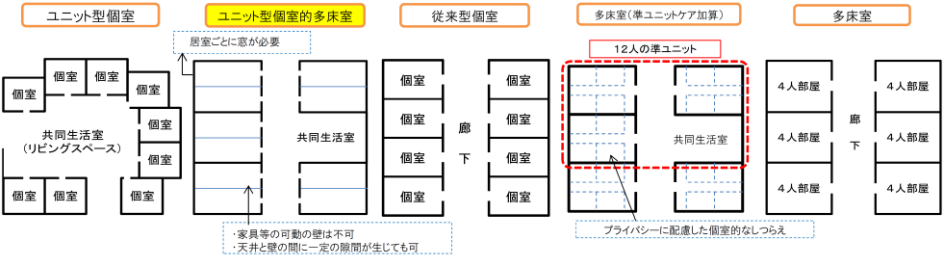 ユニット型個室
ユニット型個室的多床室
従来型個室
多床室（準ユニットケア加算）
多床室
個室
個室
個室
個室
個室
個室
個室
個室
個室
共同生活室
（リビングスペース）
居室ごとに窓が必要
共同生活室
・家具等の可動の壁は不可
・天井と壁の間に一定の隙間が生じても可
個室
個室
個室
個室
廊
下
個室
個室
個室
個室
１２人の準ユニット
共同生活室
プライバシーに配慮した個室的なしつらえ
４人部屋
４人部屋
４人部屋
廊
下
４人部屋
４人部屋
４人部屋